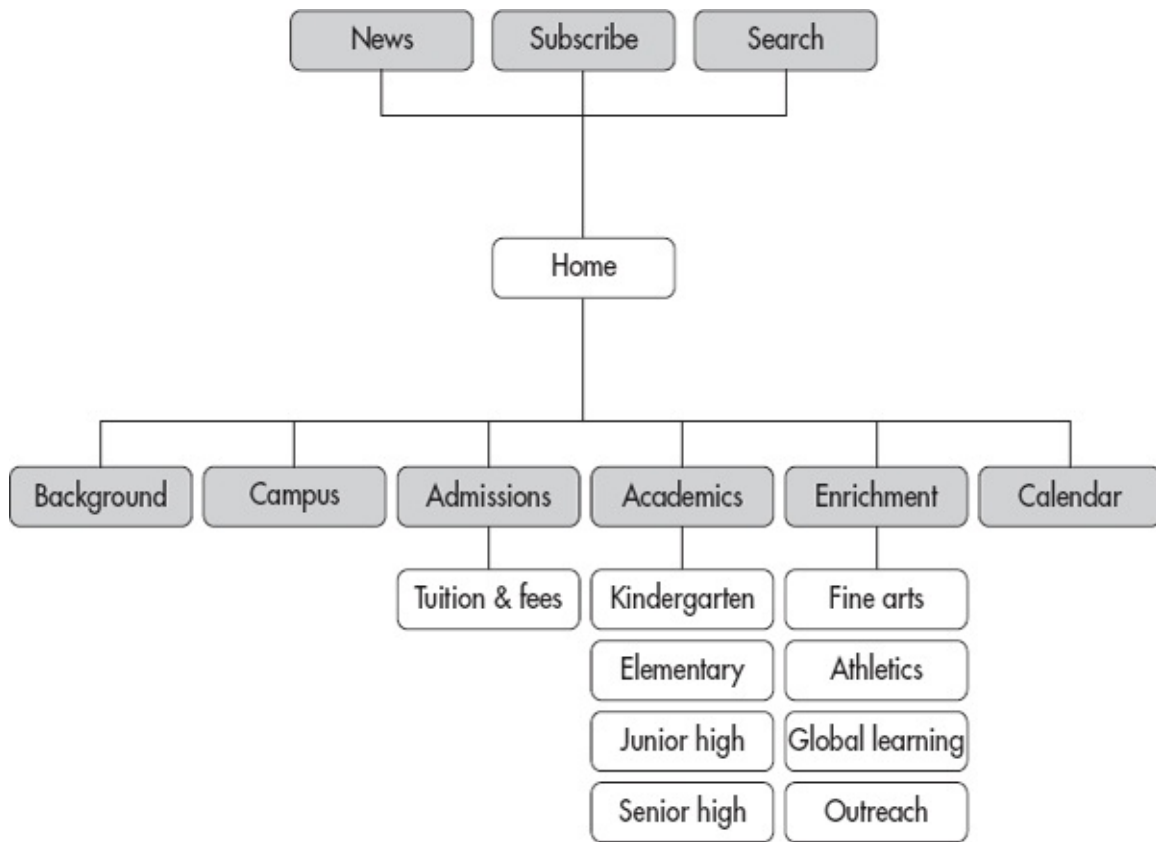 News
Subscribe
Search
Home
Background
Campus
Admissions
Academics
Enrichment
Calendar
Tuition & fees
Kindergarten
Fine arts
Elementary
Athletics
Junior high
Global learning
Senior high
Outreach